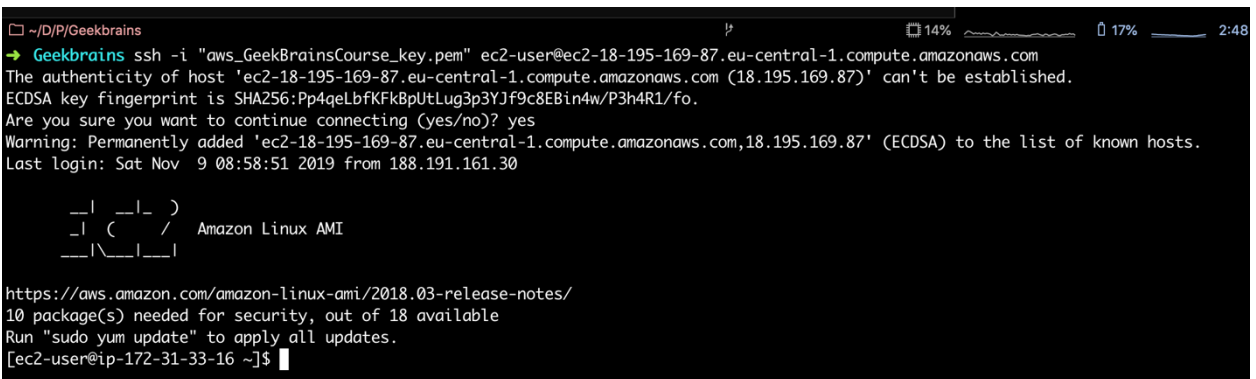 ~/D/P/Geekbrains 14% 17% 2:48
→ Geekbrains ssh -i "aws_GeekBrainsCourse_key.pem" ec2-user@ec2-18-195-169-87.eu-central-1.compute.amazonaws.com
The authenticity of host 'ec2-18-195-169-87.eu-central-1.compute.amazonaws.com (18.195.169.87)' can't be established.
ECDSA key fingerprint is SHA256:Pp4qeLbfKFkBpUtLug3p3YJf9c8EBin4w/P3h4R1/fo.
Are you sure you want to continue connecting (yes/no)? yes
Warning: Permanently added 'ec2-18-195-169-87.eu-central-1.compute.amazonaws.com,18.195.169.87' (ECDSA) to the list of known hosts.
Last login: Sat Nov  9 08:58:51 2019 from 188.191.161.30
       __|  __|_  )
       _|  (     /   Amazon Linux AMI
      ___|\___|___|
https://aws.amazon.com/amazon-linux-ami/2018.03-release-notes/
10 package(s) needed for security, out of 18 available
Run "sudo yum update" to apply all updates.
[ec2-user@ip-172-31-33-16 ~]$